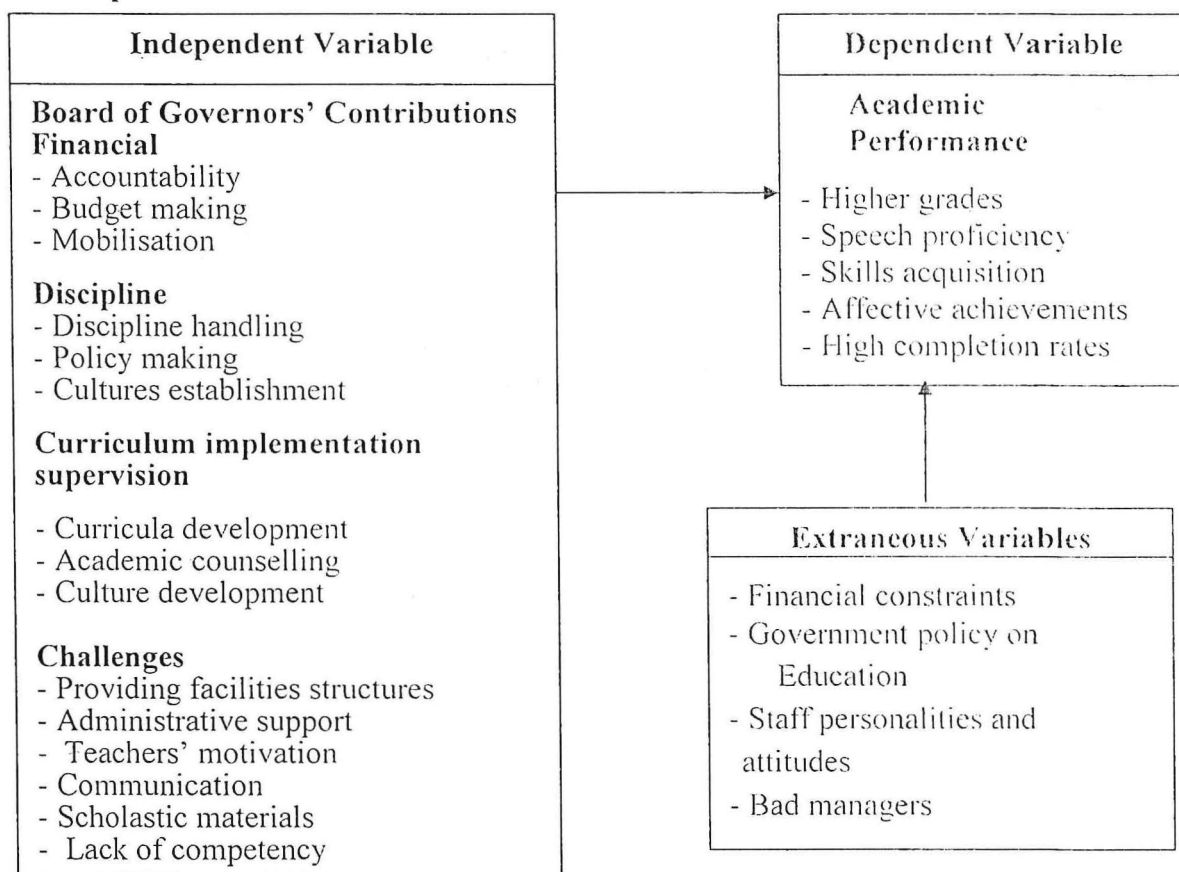 Independent Variable
Board of Governors' Contributions
Financial
- Accountability
- Budget making
- Mobilisation
Discipline
- Discipline handling
- Policy making
- Cultures establishment
Curriculum implementation
supervision
- Curricula development
- Academic counselling
- Culture development
Challenges
- Providing facilities structures
- Administrative support
- Teachers' motivation
- Communication
- Scholastic materials
- Lack of competency
Dependent Variable
Academic
Performance
- Higher grades
- Speech proficiency
- Skills acquisition
- Affective achievements
- High completion rates
Extraneous Variables
- Financial constraints
- Government policy on
Education
- Staff personalities and
attitudes
- Bad managers